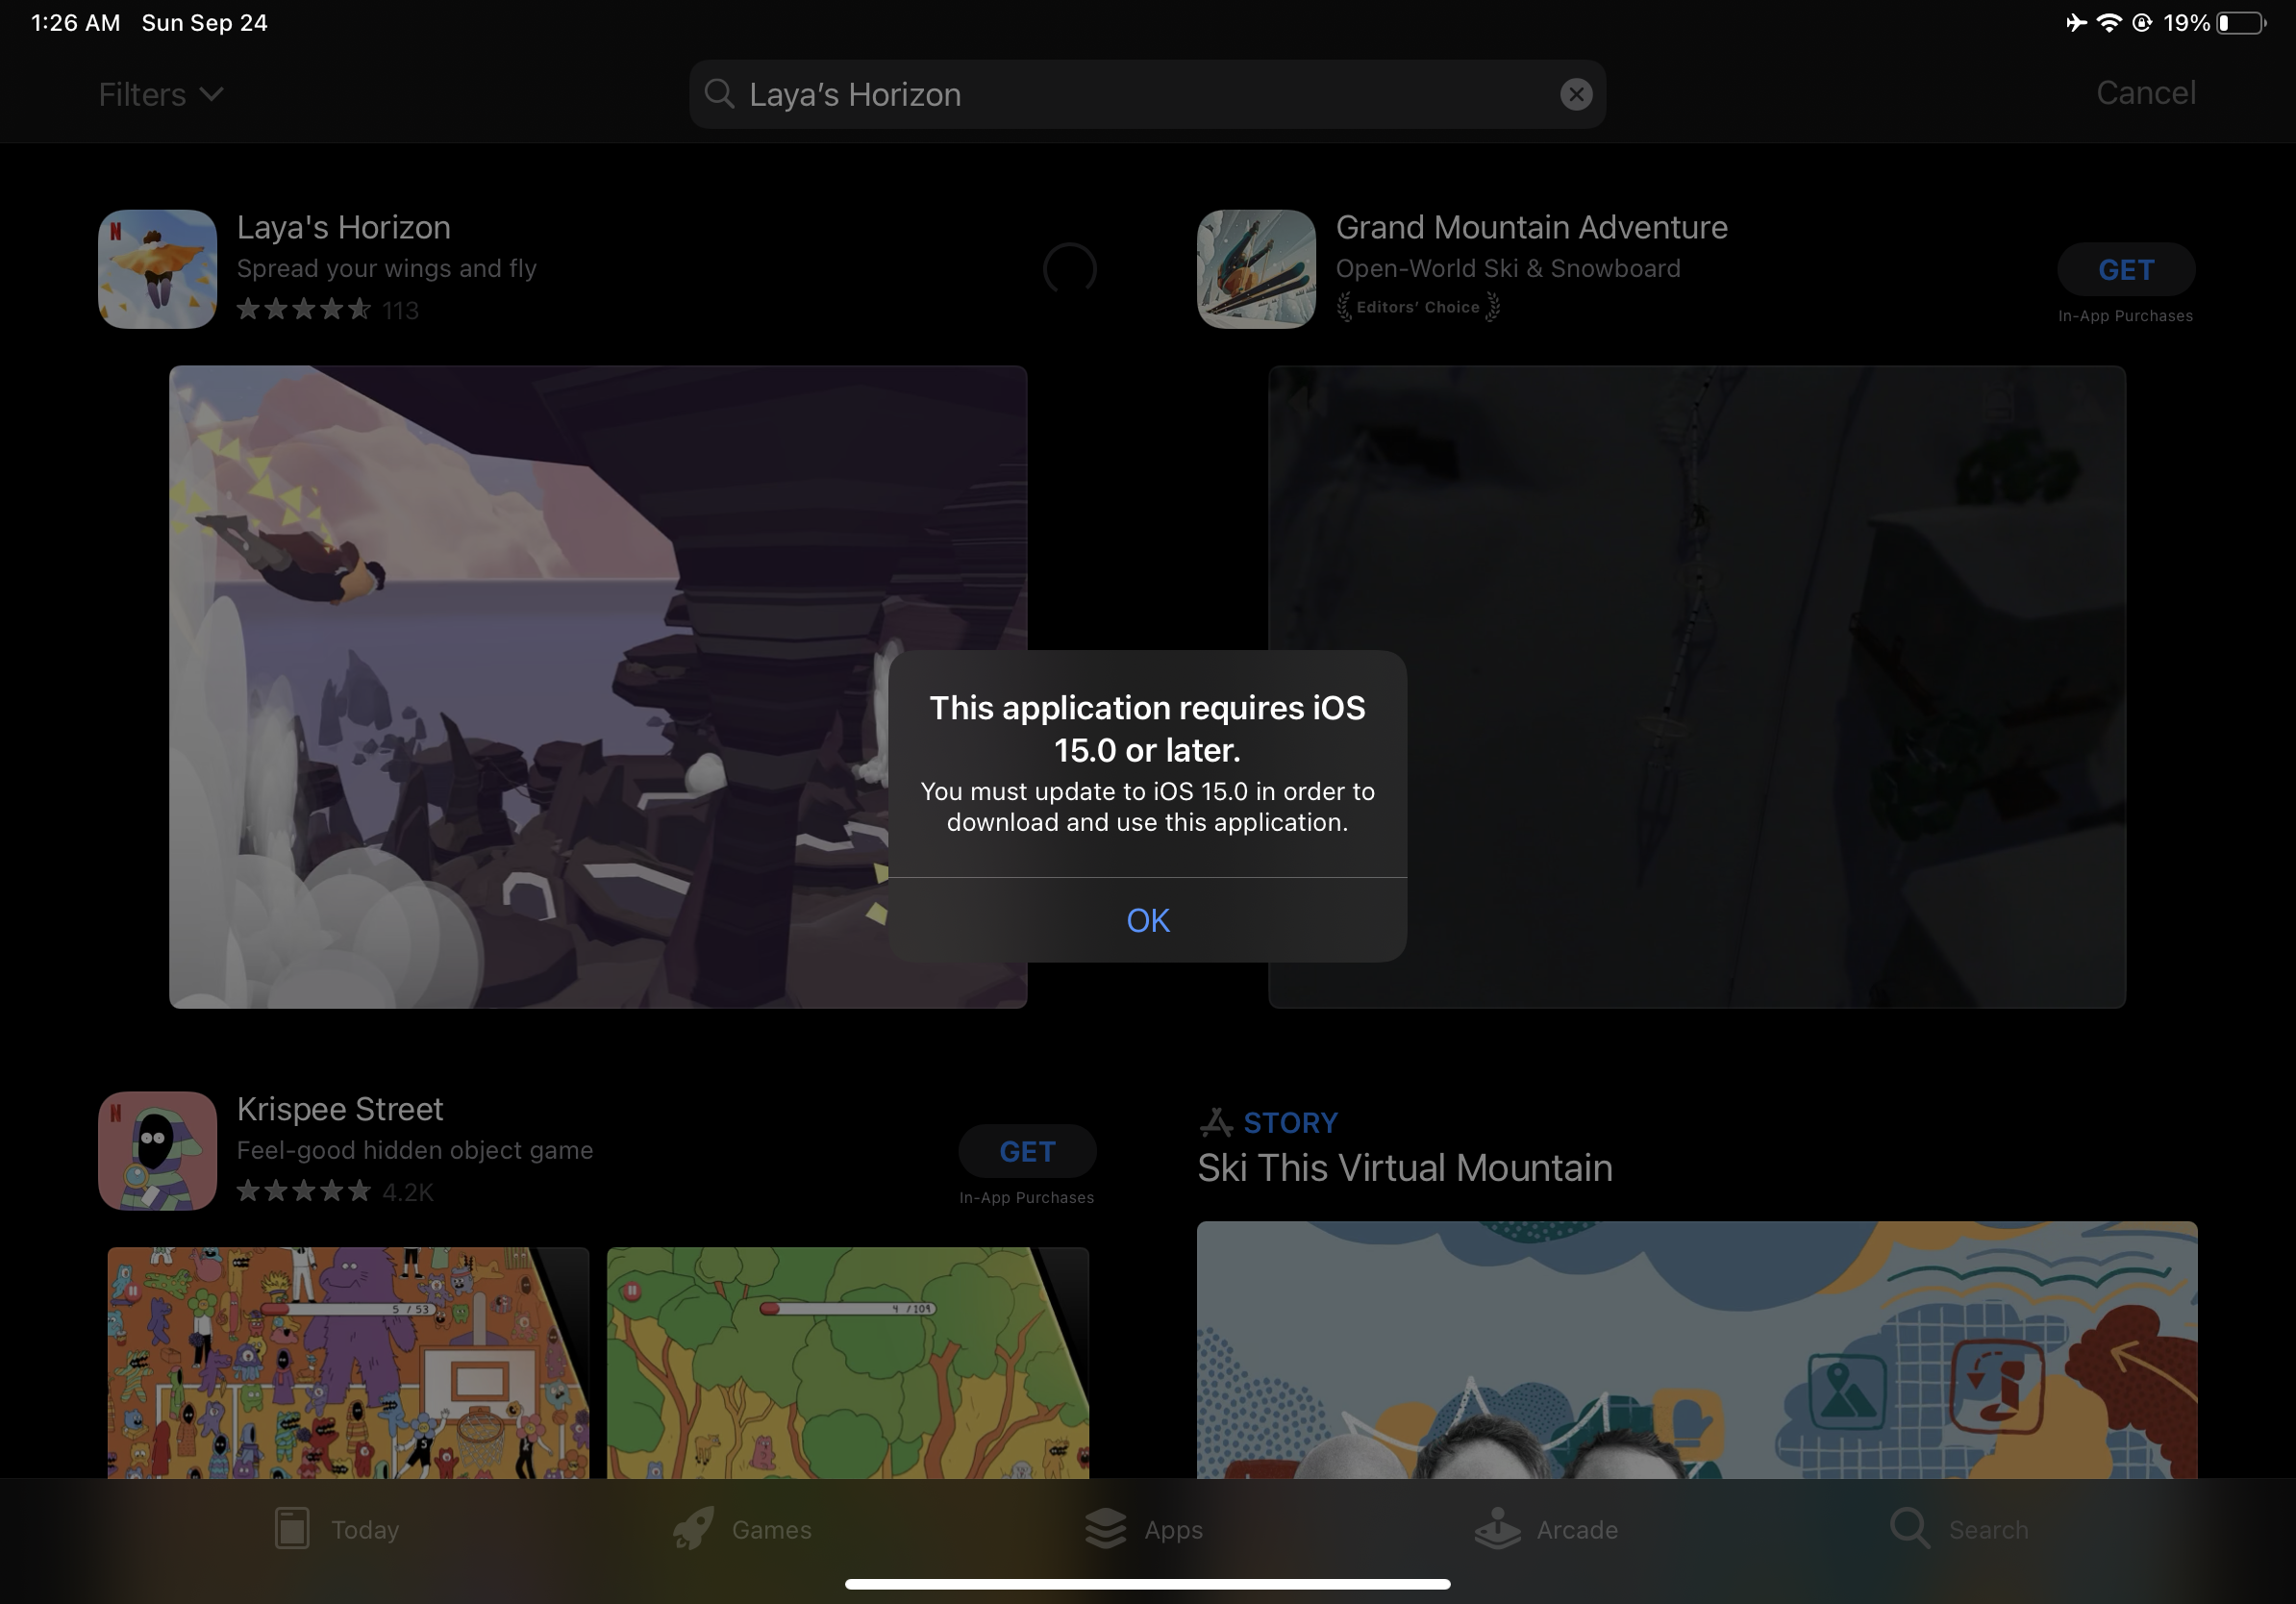 1:26 AM Sun Sep 24
19%
Filters
Laya’s Horizon
Cancel
Laya's Horizon
Spread your wings and fly
113
N
Grand Mountain Adventure
Open-World Ski & Snowboard
Editors’ Choice
GET
In-App Purchases
This application requires iOS
15.0 or later.
You must update to iOS 15.0 in order to
download and use this application.
OK
N
Krispee Street
Feel-good hidden object game
4.2K
GET
In-App Purchases
STORY
Ski This Virtual Mountain
5 / 53
4 / 109
Today
Games
Apps
Arcade
Search